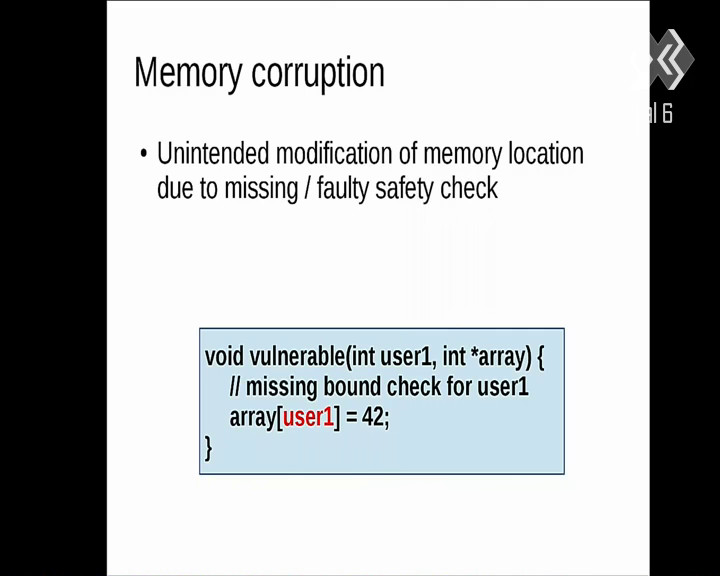 Memory corruption
• Unintended modification of memory location
due to missing / faulty safety check
void vulnerable(int user1, int *array) {
// missing bound check for user1
array[user1] = 42;
}
al 6